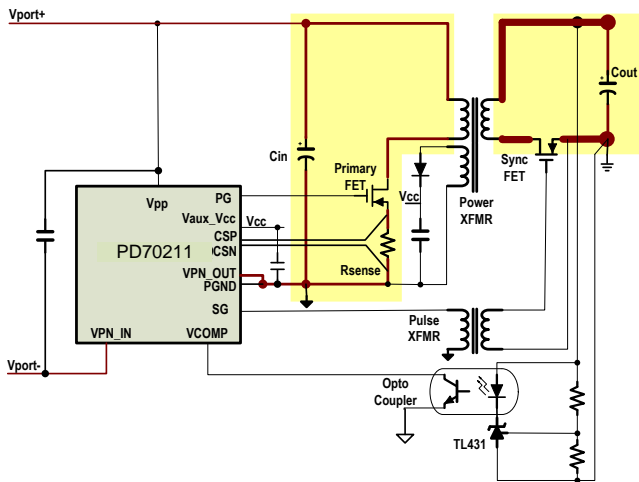 Vport+
Cout
Cin
Primary
FET
Sync
FET
Vcc
Power
XFMR
Vpp
PG
Vaux_Vcc
Vcc
CSP
CSN
PD70211
VPN_OUT
PGND
Rsense
SG
Pulse
XFMR
VPN_IN
VCOMP
Vport-
Opto
Coupler
TL431
+
+